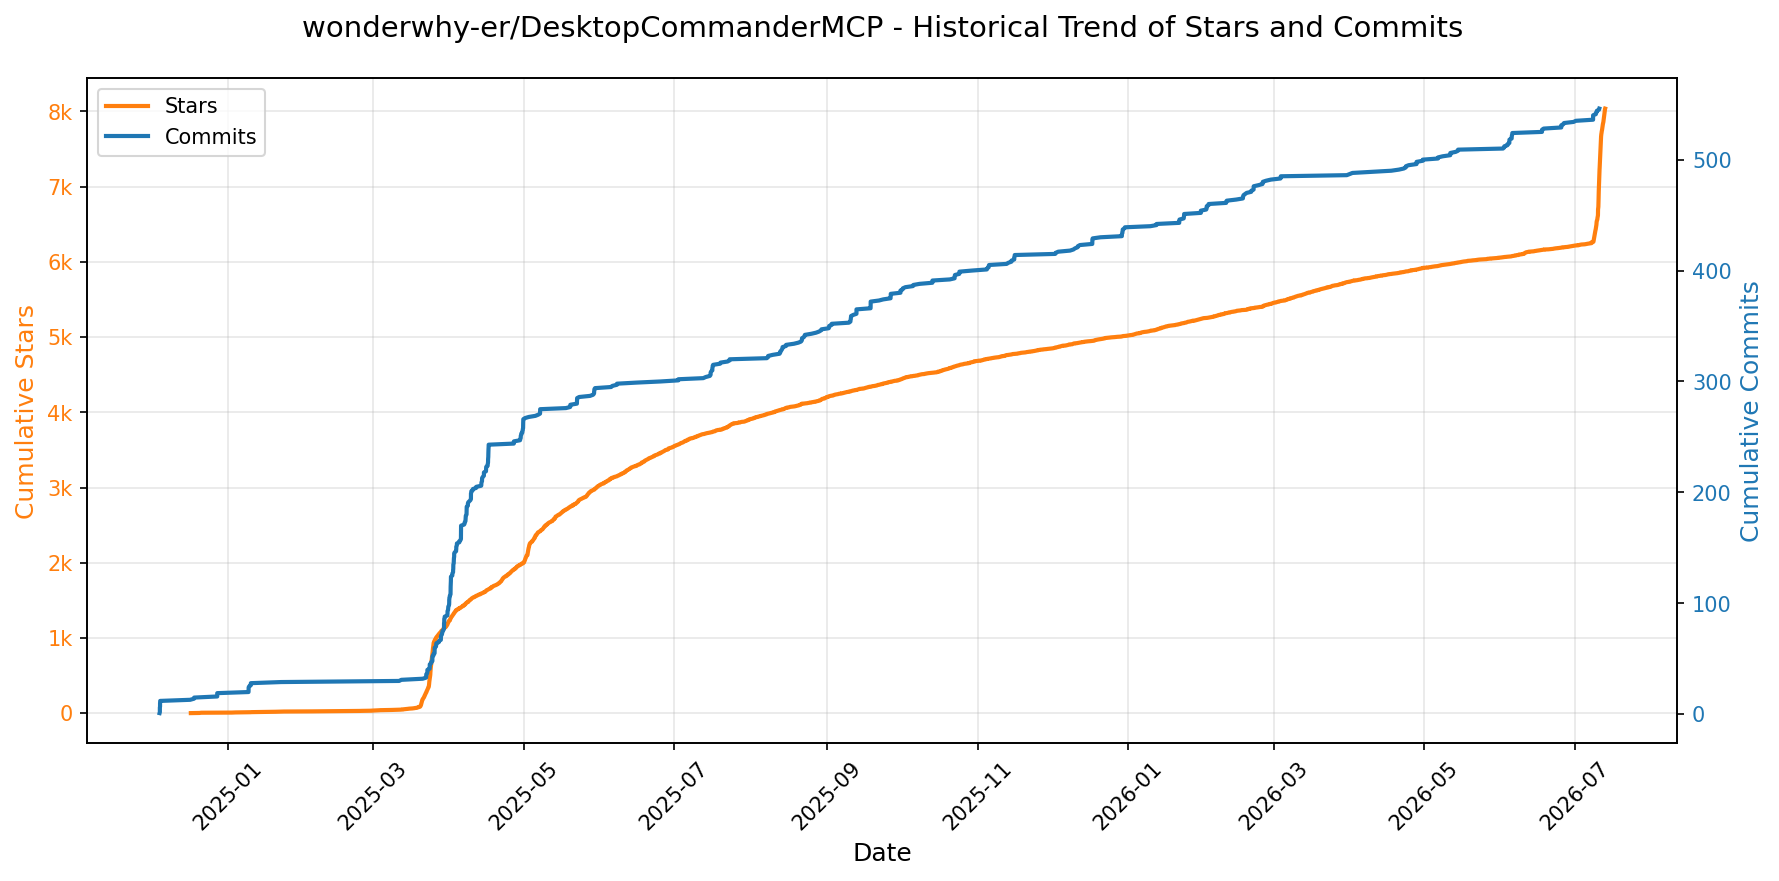 wonderwhy-er/DesktopCommanderMCP - Historical Trend of Stars and Commits
Stars
Commits
8k
7k
6k
5k
4k
3k
2k
1k
0
Cumulative Stars
500
400
300
200
100
0
Cumulative Commits
2025-01
2025-03
2025-05
2025-07
2025-09
2025-11
2026-01
2026-03
2026-05
2026-07
Date